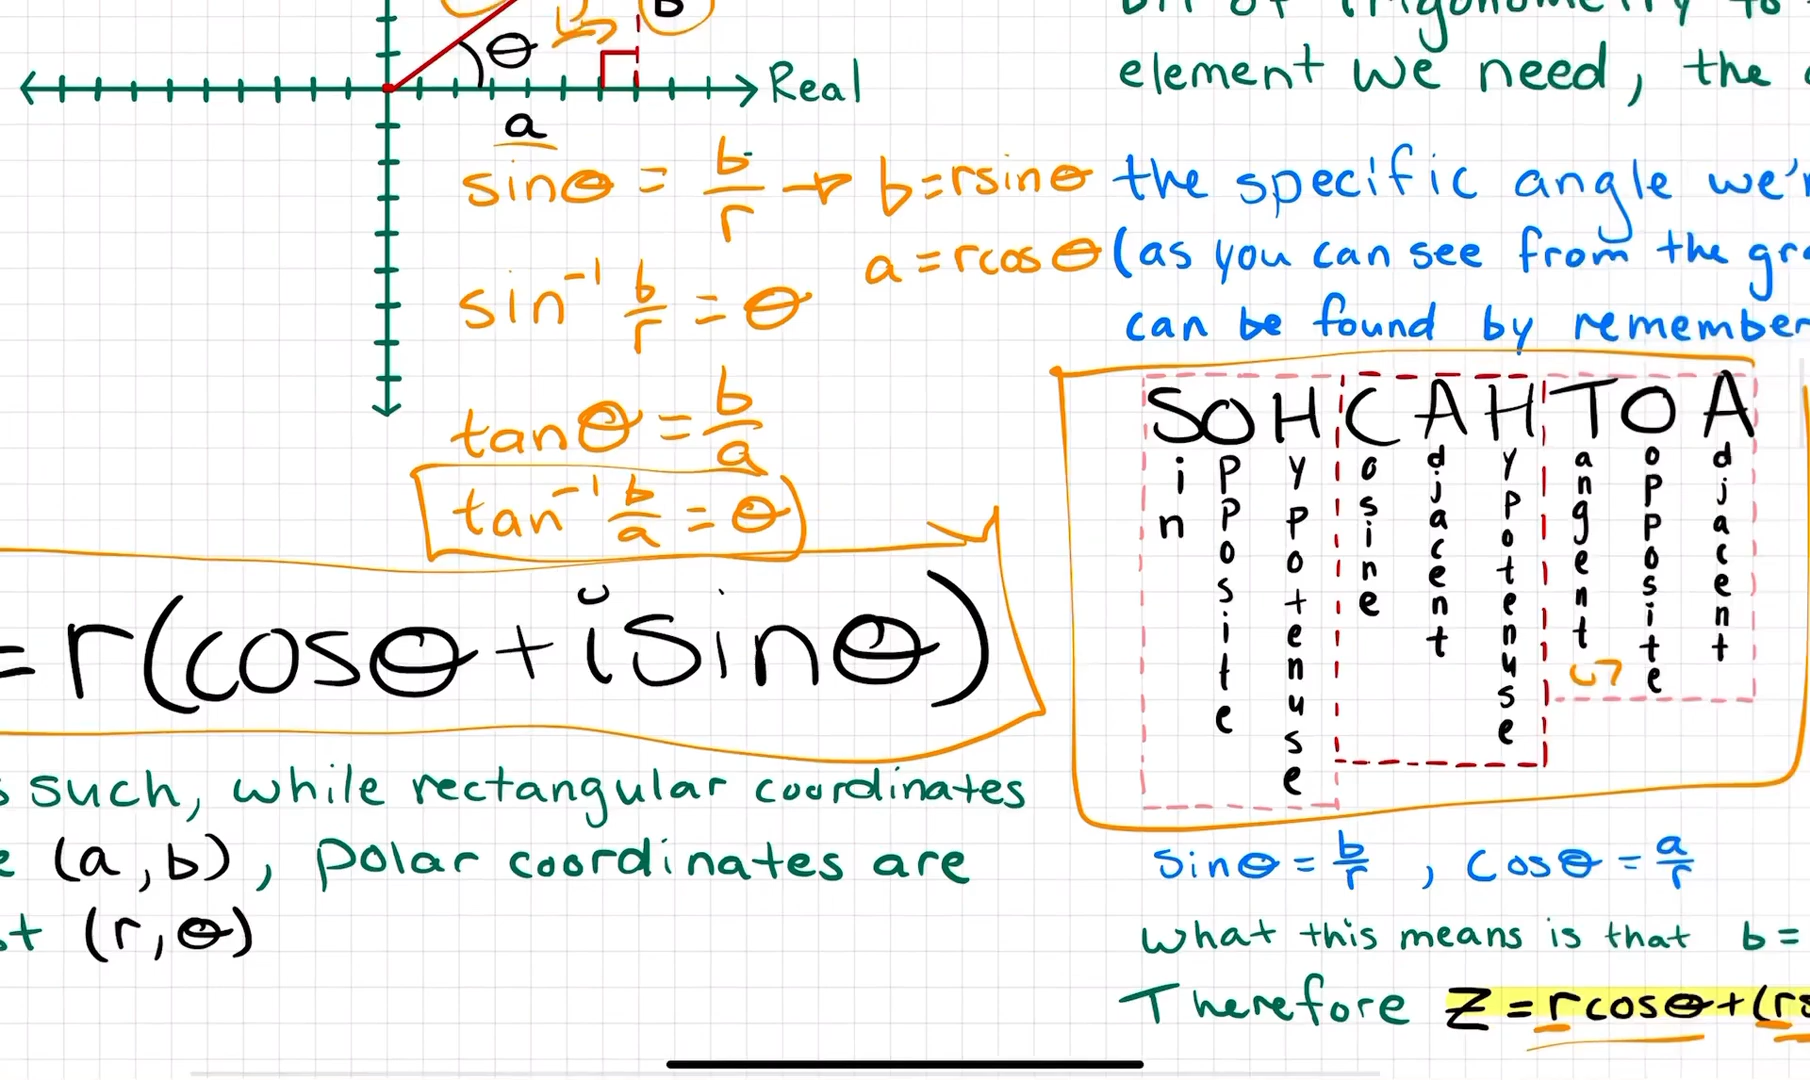 θ
Real
a
sinθ = b/r → b=rsinθ
a=rcosθ
sin⁻¹ b/r = θ
tanθ = b/a
tan⁻¹ b/a = θ
= r(cosθ + isinθ)
such, while rectangular coordinates
(a,b), polar coordinates are
(r,θ)
element we need, the
the specific angle we'r
(as you can see from the gr
can be found by remember
SOH CAH TOA
in
pposite
ypotenuse
osine
djacent
ypotenuse
angent
opposite
djacent
sinθ = b/r , cosθ = a/r
what this means is that b =
Therefore z = rcosθ + (rs